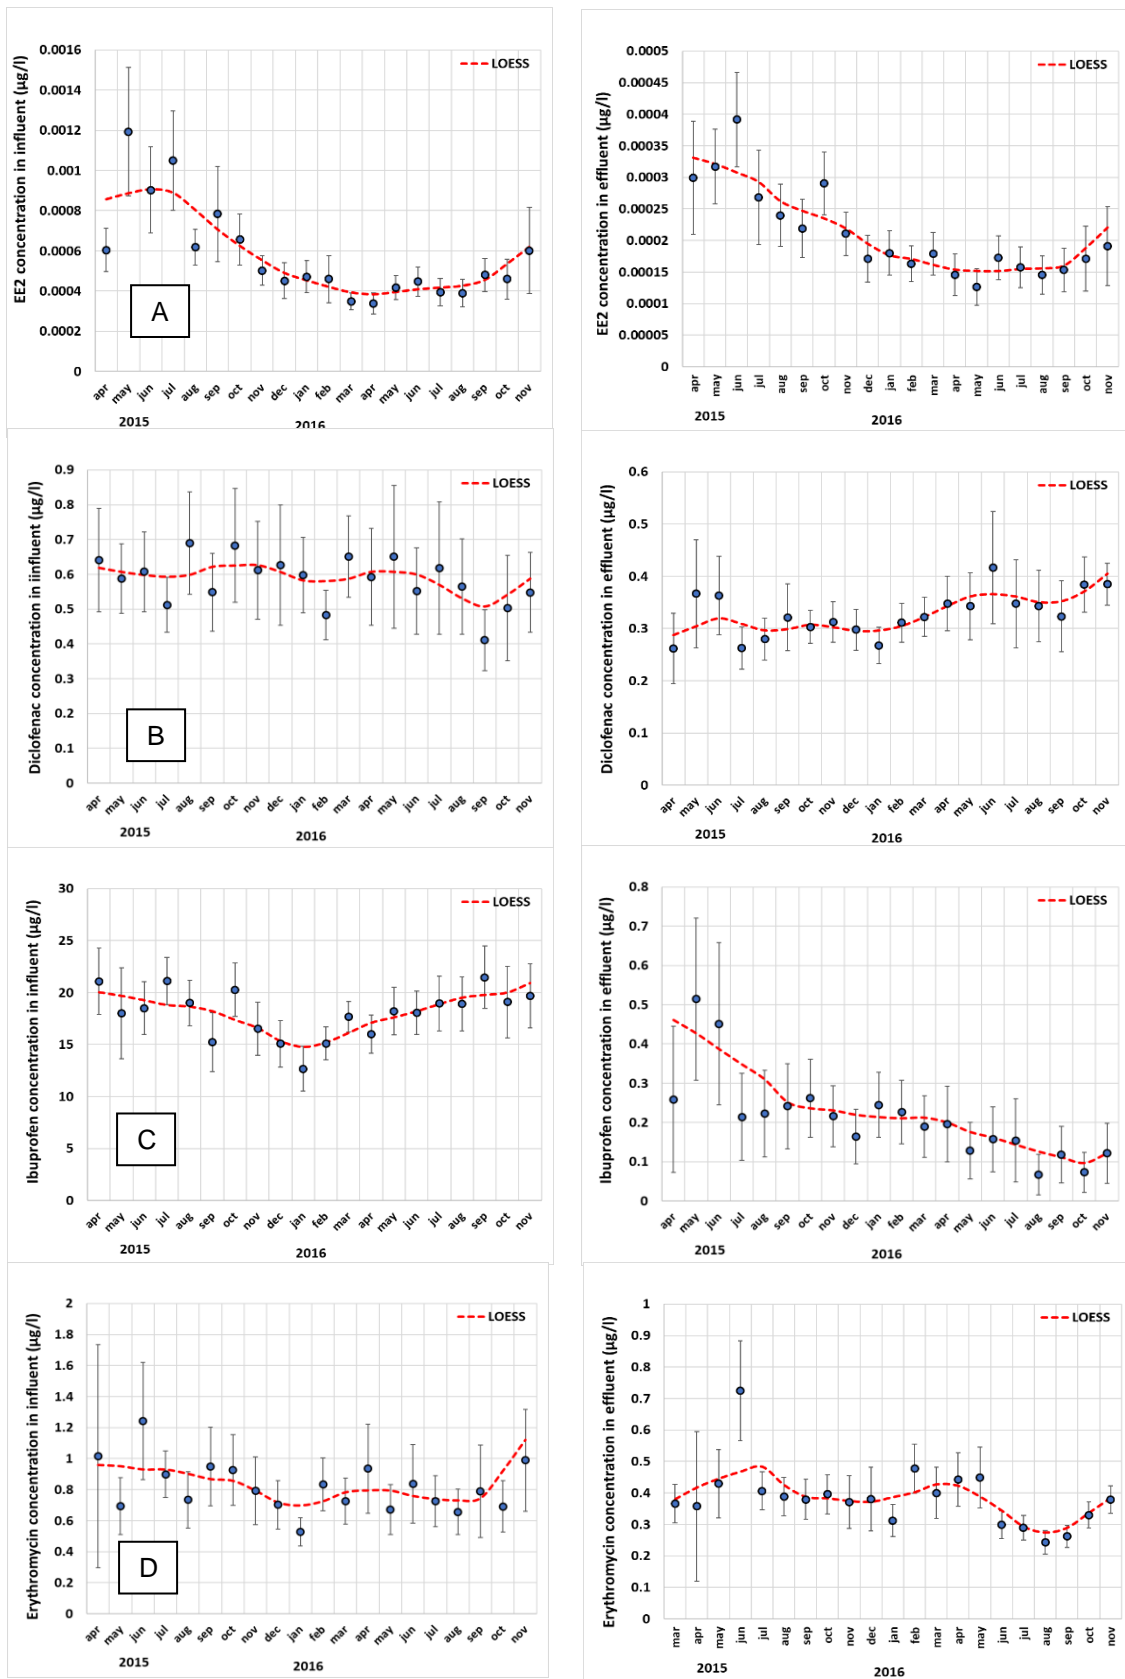 EE2 concentration in influent (µg/l)
0.0016
0.0014
0.0012
0.001
0.0008
0.0006
0.0004
0.0002
0
LOESS
A
apr may jun jul aug sep oct nov dec jan feb mar apr may jun jul aug sep oct nov
2015 2016
EE2 concentration in effluent (µg/l)
0.0005
0.00045
0.0004
0.00035
0.0003
0.00025
0.0002
0.00015
0.0001
0.00005
0
LOESS
apr may jun jul aug sep oct nov dec jan feb mar apr may jun jul aug sep oct nov
2015 2016
Diclofenac concentration in iinfluent (µg/l)
0.9
0.8
0.7
0.6
0.5
0.4
0.3
0.2
0.1
0
LOESS
B
apr may jun jul aug sep oct nov dec jan feb mar apr may jun jul aug sep oct nov
2015 2016
Diclofenac concentration in effluent (µg/l)
0.6
0.5
0.4
0.3
0.2
0.1
0
LOESS
apr may jun jul aug sep oct nov dec jan feb mar apr may jun jul aug sep oct nov
2015 2016
Ibuprofen concentration in influent (µg/l)
30
25
20
15
10
5
0
LOESS
C
apr may jun jul aug sep oct nov dec jan feb mar apr may jun jul aug sep oct nov
2015 2016
Ibuprofen concentration in effluent (µg/l)
0.8
0.7
0.6
0.5
0.4
0.3
0.2
0.1
0
LOESS
apr may jun jul aug sep oct nov dec jan feb mar apr may jun jul aug sep oct nov
2015 2016
Erythromycin concentration in influent (µg/l)
2
1.8
1.6
1.4
1.2
1
0.8
0.6
0.4
0.2
0
LOESS
D
apr may jun jul aug sep oct nov dec jan feb mar apr may jun jul aug sep oct nov
2015 2016
Erythromycin concentration in effluent (µg/l)
1
0.9
0.8
0.7
0.6
0.5
0.4
0.3
0.2
0.1
0
LOESS
mar apr may jun jul aug sep oct nov dec jan feb mar apr may jun jul aug sep oct nov
2015 2016